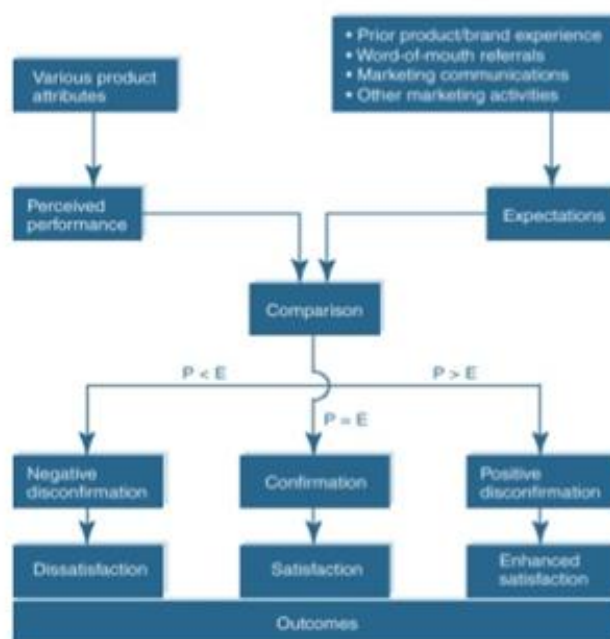 Various product
attributes
• Prior product/brand experience
• Word-of-mouth referrals
• Marketing communications
• Other marketing activities
Perceived
performance
Expectations
Comparison
P < E
P > E
P = E
Negative
disconfirmation
Confirmation
Positive
disconfirmation
Dissatisfaction
Satisfaction
Enhanced
satisfaction
Outcomes